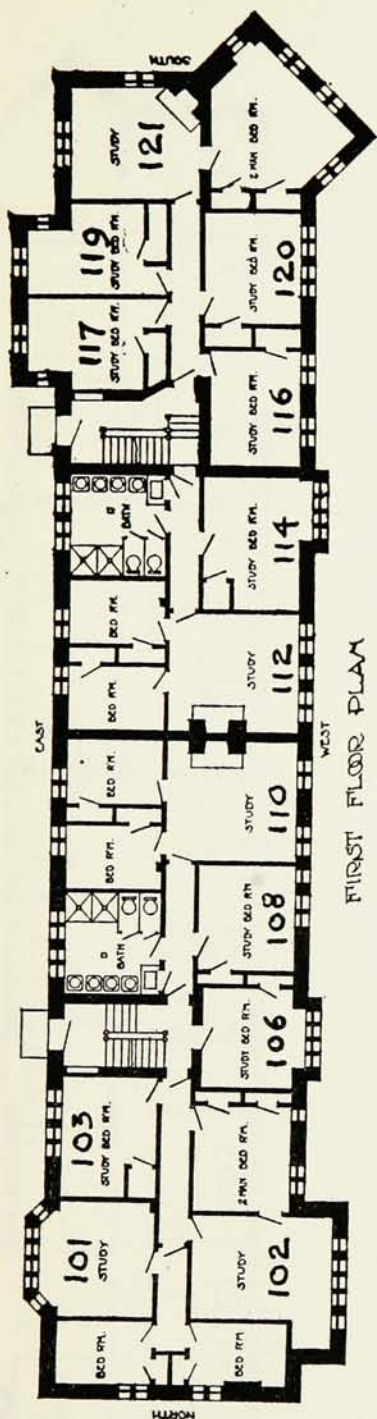 SOUTH
STUDY
121
2 MAN BED RM.
STUDY BED RM.
119
STUDY BED RM.
117
STUDY BED RM.
120
STUDY BED RM.
116
BATH
STUDY BED RM.
114
BED RM.
BED RM.
STUDY
112
EAST
WEST
BED RM.
BED RM.
STUDY
110
BATH
STUDY BED RM.
108
STUDY BED RM.
106
103
STUDY BED RM.
2 MAN BED RM.
101
STUDY
STUDY
102
BED RM.
BED RM.
NORTH
FIRST FLOOR PLAN